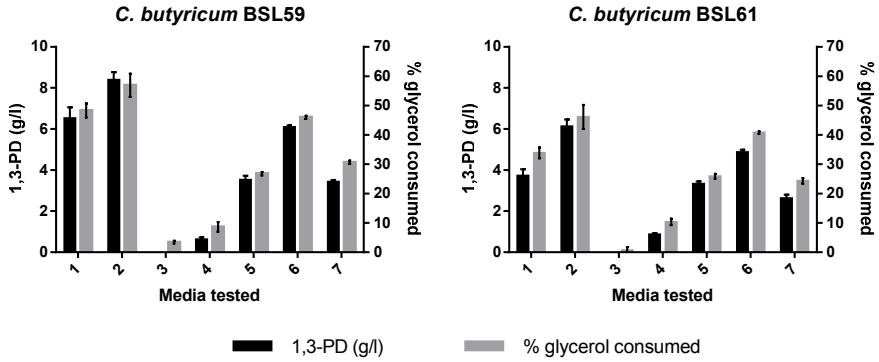 C. butyricum BSL59
10
8
6
4
2
0
1,3-PD (g/l)
70
60
50
40
30
20
10
0
% glycerol consumed
1 2 3 4 5 6 7
Media tested
C. butyricum BSL61
10
8
6
4
2
0
1,3-PD (g/l)
70
60
50
40
30
20
10
0
% glycerol consumed
1 2 3 4 5 6 7
Media tested
1,3-PD (g/l) % glycerol consumed